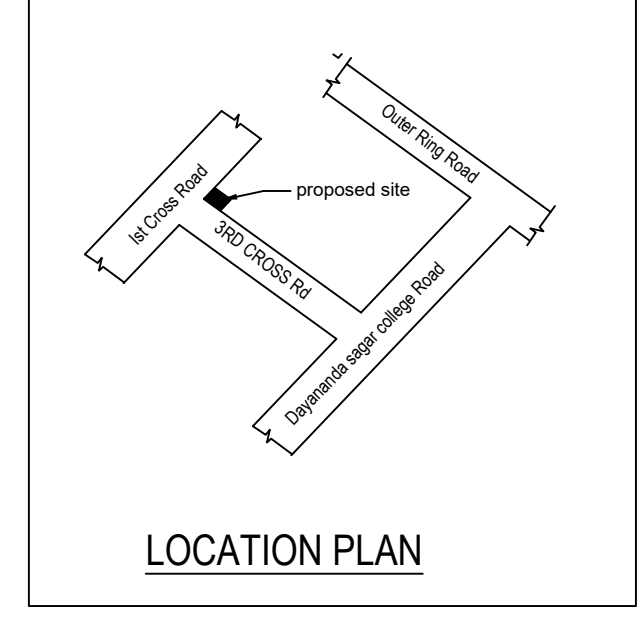 Outer Ring Road
Ist Cross Road
proposed site
3RD CROSS Rd
Dayananda sagar college Road
LOCATION PLAN